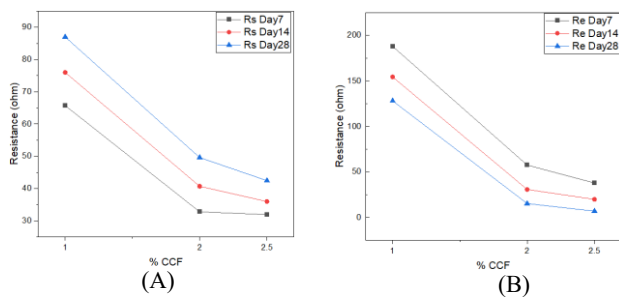 Rs Day7
Rs Day14
Rs Day28
90
80
70
60
50
40
30
Resistance (ohm)
1
2
2.5
% CCF
(A)
Re Day7
Re Day14
Re Day28
200
150
100
50
0
Resistance (ohm)
1
2
2.5
% CCF
(B)